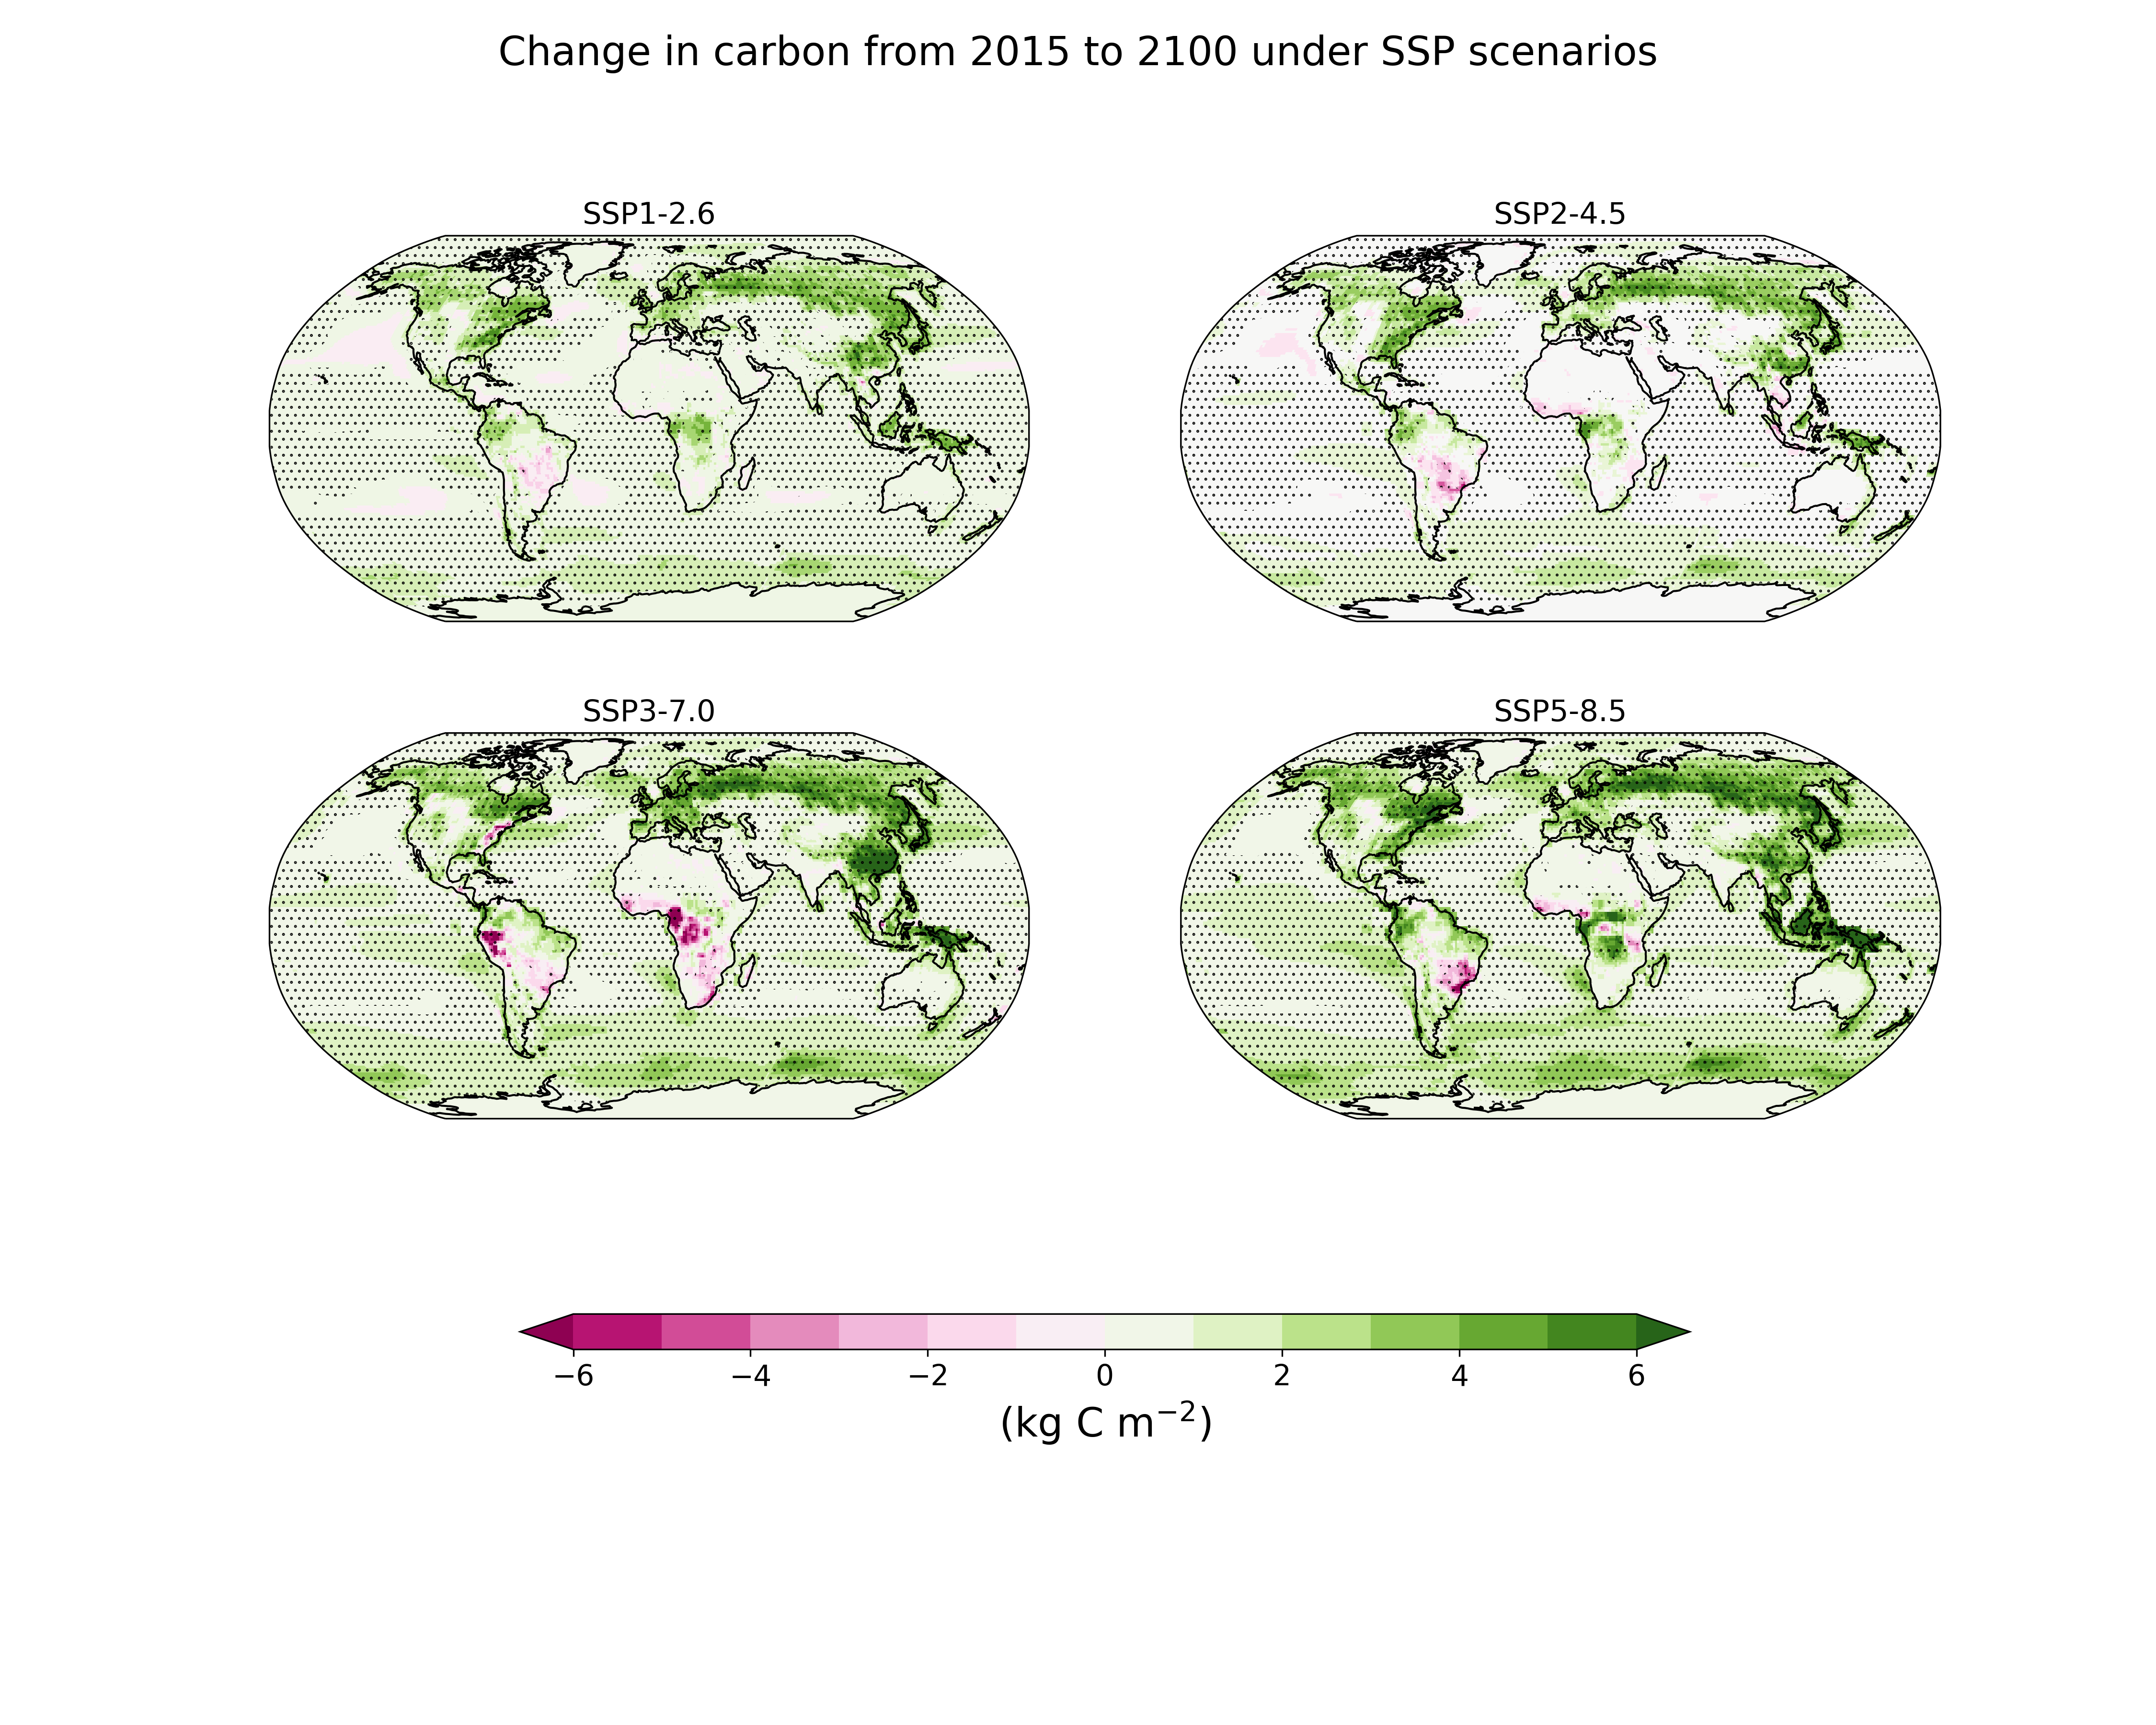 Change in carbon from 2015 to 2100 under SSP scenarios
SSP1-2.6
SSP2-4.5
SSP3-7.0
SSP5-8.5
−6 −4 −2 0 2 4 6
(kg C m⁻²)